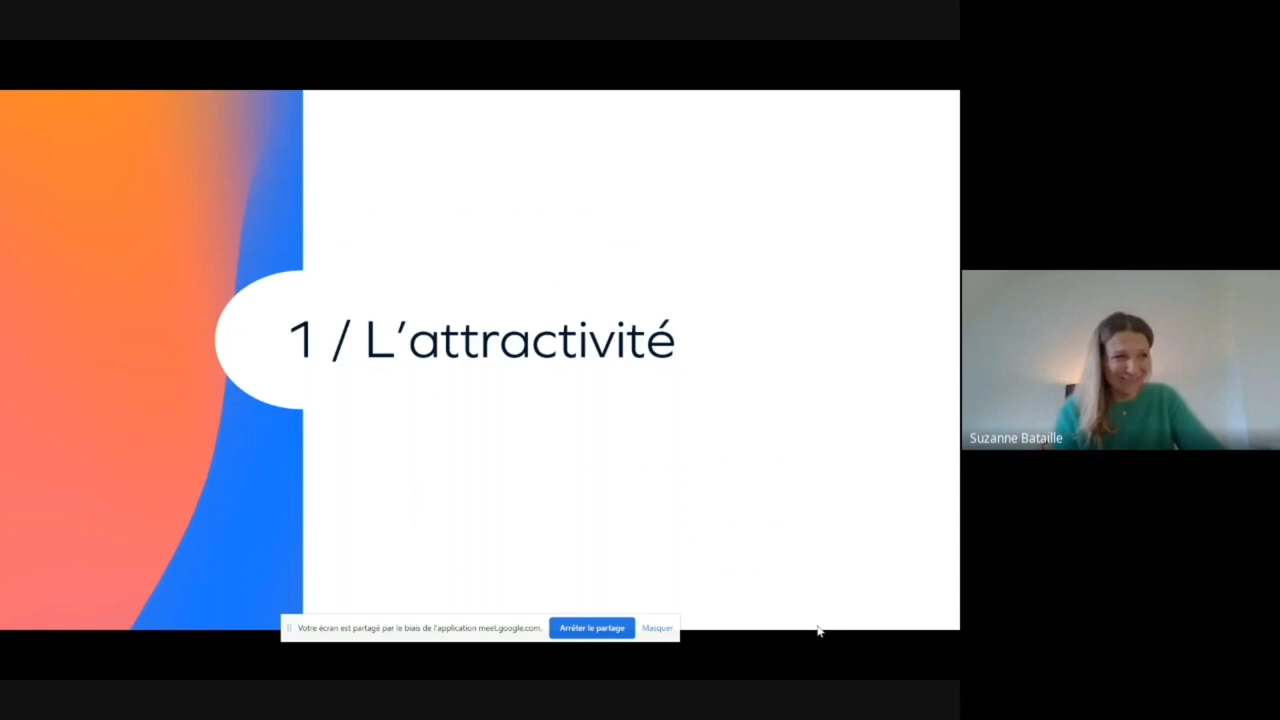 1 / L’attractivité
Suzanne Bataille
Votre écran est partagé par le biais de l'application meet.google.com.
Arrêter le partage
Masquer